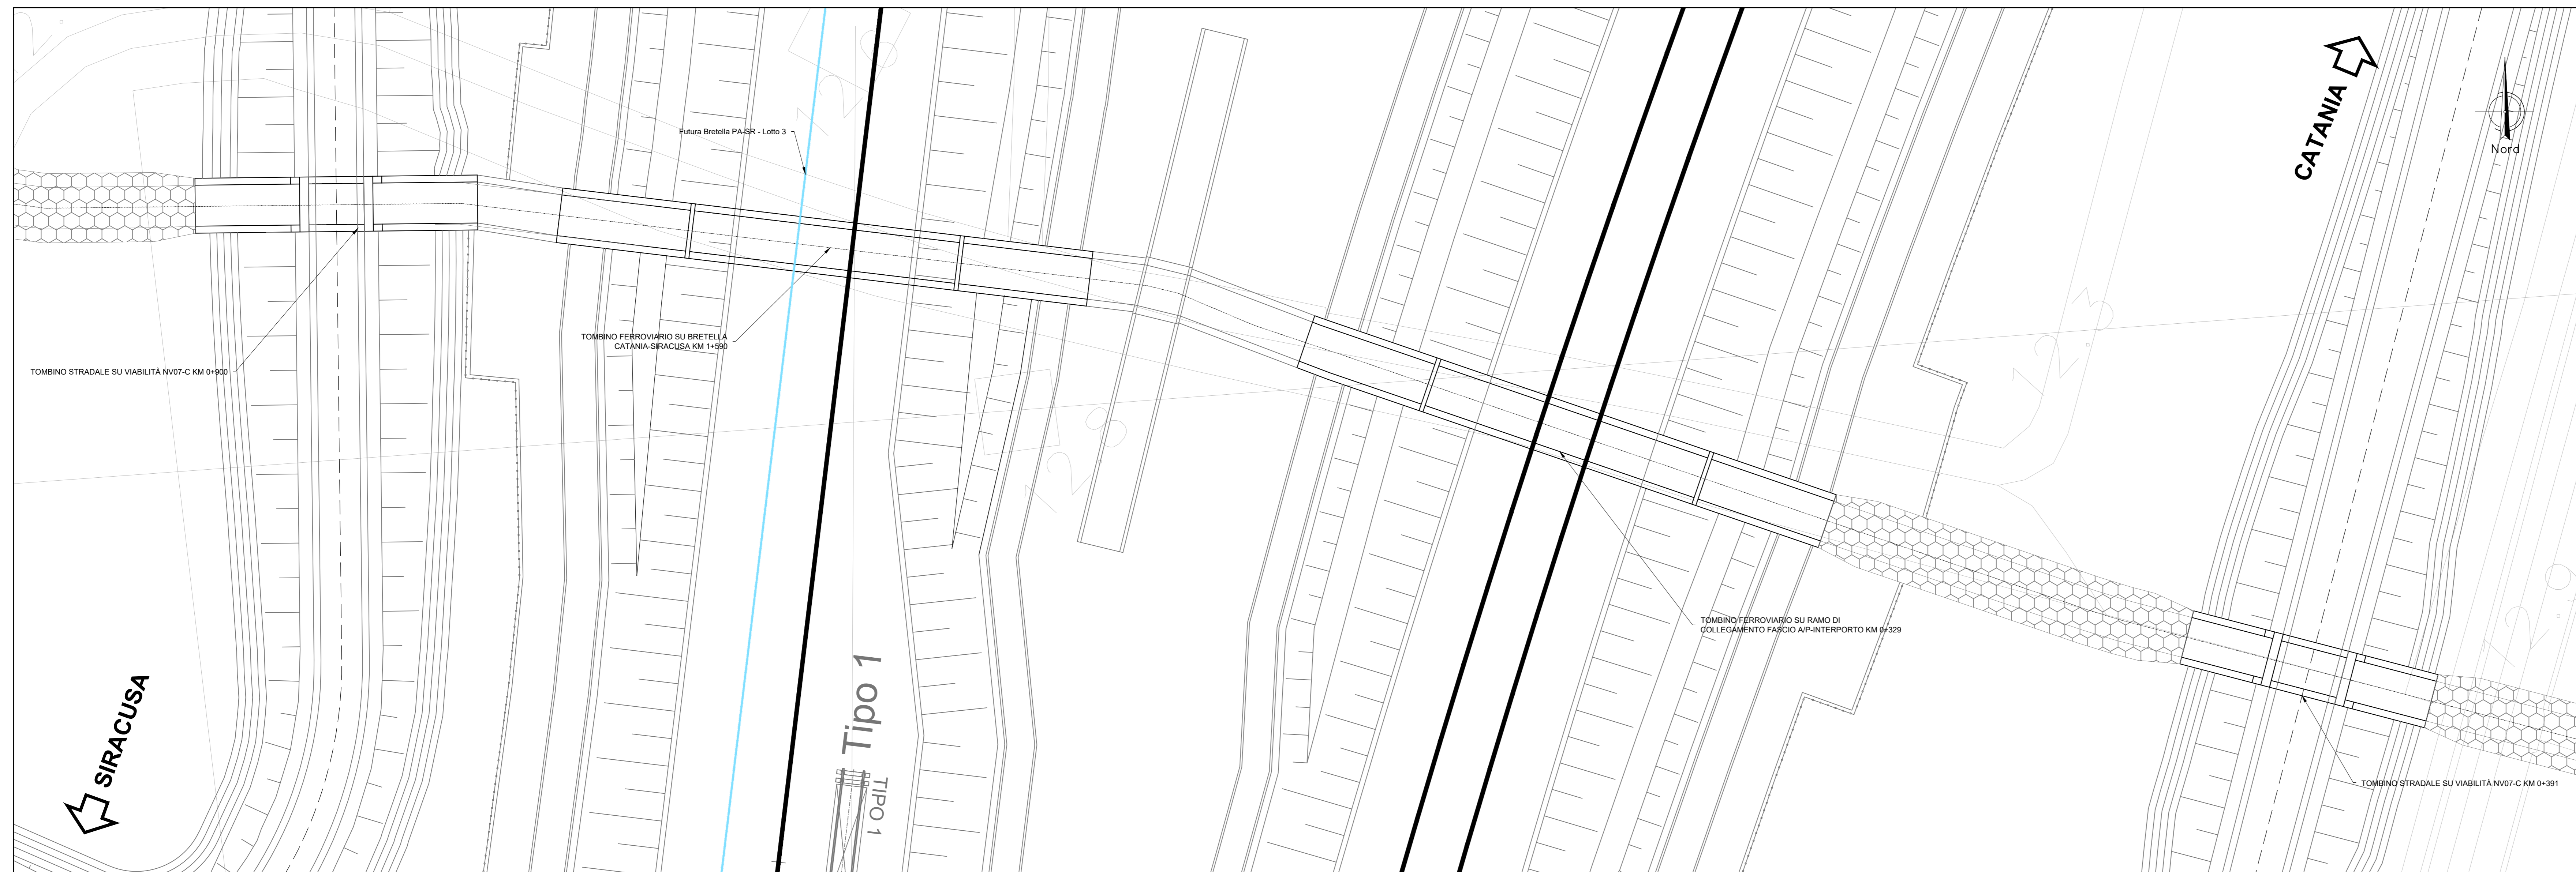 CATANIA
Nord
Futura Bretella PA-SR - Lotto 3
TOMBINO FERROVIARIO SU BRETELLA
CATANIA-SIRACUSA KM 1+590
TOMBINO STRADALE SU VIABILITÀ NV07-C KM 0+900
TOMBINO FERROVIARIO SU RAMO DI
COLLEGAMENTO FASCIO A/P-INTERPORTO KM 0+329
SIRACUSA
Tipo 1
TIPO 1
TOMBINO STRADALE SU VIABILITÀ NV07-C KM 0+391